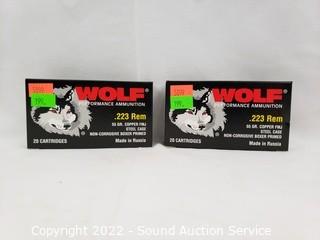 WOLF®
PERFORMANCE AMMUNITION
.223 Rem
55 GR. COPPER FMJ
STEEL CASE
NON-CORROSIVE BOXER PRIMED
20 CARTRIDGES
Made in Russia
WOLF®
PERFORMANCE AMMUNITION
.223 Rem
55 GR. COPPER FMJ
STEEL CASE
NON-CORROSIVE BOXER PRIMED
20 CARTRIDGES
Made in Russia
Copyright 2022 - Sound Auction Service